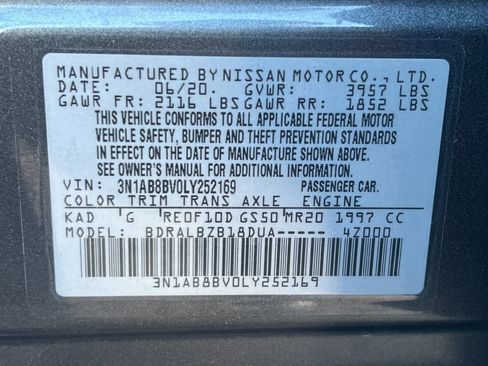 MANUFACTURED BY NISSAN MOTOR CO., LTD.
DATE: 06/20. GVWR: 3957 LBS
GAWR FR: 2116 LBS GAWR RR: 1852 LBS
THIS VEHICLE CONFORMS TO ALL APPLICABLE FEDERAL MOTOR
VEHICLE SAFETY, BUMPER AND THEFT PREVENTION STANDARDS
IN EFFECT ON THE DATE OF MANUFACTURE SHOWN ABOVE. SEE
OWNER'S MANUAL FOR ADDITIONAL INFORMATION.
VIN: 3N1AB8BV0LY252169 PASSENGER CAR.
COLOR TRIM TRANS AXLE ENGINE
KAD G RE0F10D GS50 MR20 1997 CC
MODEL: BDRALBZB18DUA----- 4Z000
3N1AB8BV0LY252169